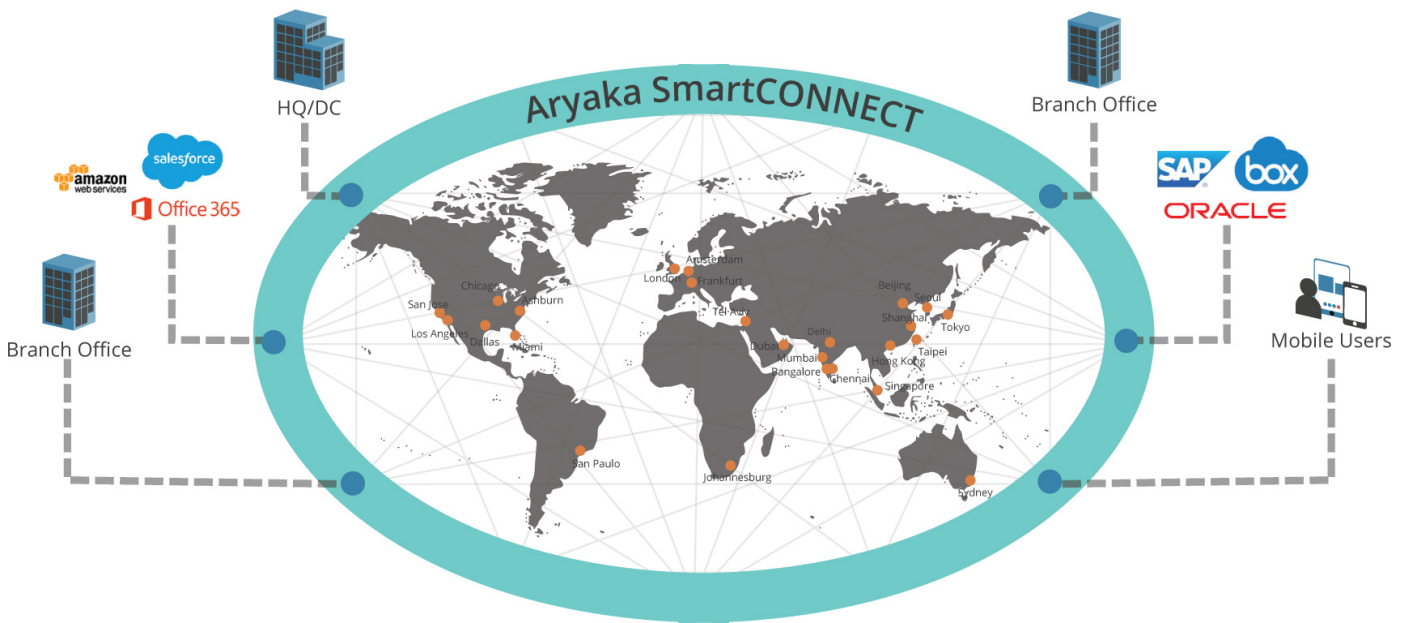 Aryaka SmartCONNECT
HQ/DC
Branch Office
amazon
web services
salesforce
Office 365
SAP
®
box
ORACLE
Branch Office
Mobile Users
Amsterdam
London
Frankfurt
Chicago
Ashburn
San Jose
Los Angeles
Dallas
Miami
Tel Aviv
Beijing
Seoul
Shanghai
Tokyo
Delhi
Dubai
Mumbai
Taipei
Hong Kong
Bangalore
Chennai
Singapore
San Paulo
Johannesburg
Sydney